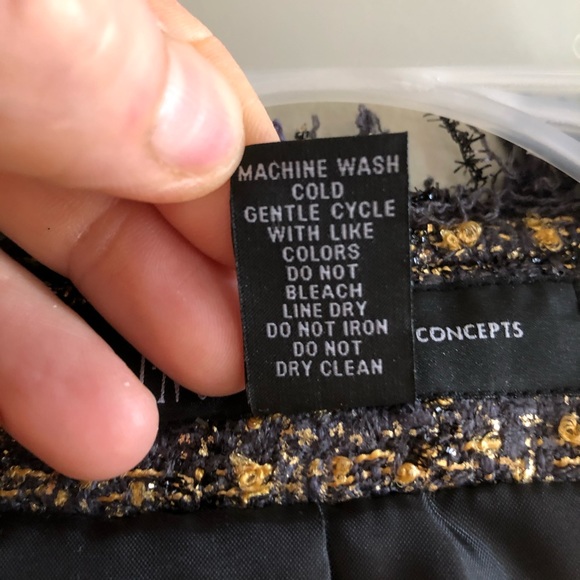 MACHINE WASH
COLD
GENTLE CYCLE
WITH LIKE
COLORS
DO NOT
BLEACH
LINE DRY
DO NOT IRON
DO NOT
DRY CLEAN
CONCEPTS